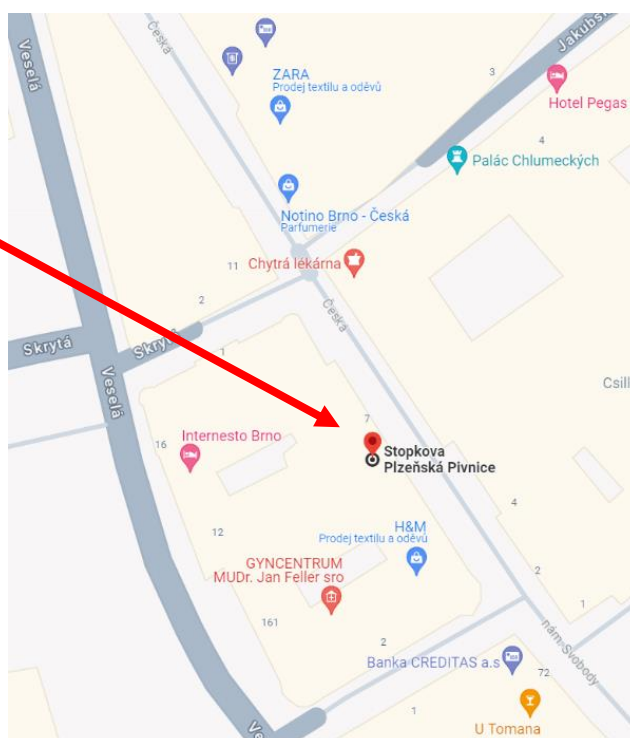 Veselá
Česká
ZARA
Prodej textilu a oděvů
3
Jakubsk
Hotel Pegas
4
Palác Chlumeckých
Notino Brno - Česká
Parfumerie
11
Chytrá lékárna
2
Česká
Skrytá
Skrytá
1
Veselá
Csill
7
Internesto Brno
16
Stopkova
Plzeňská Pivnice
4
12
H&M
Prodej textilu a oděvů
GYNCENTRUM
MUDr. Jan Feller sro
2
1
161
nám. Svobody
2
Banka CREDITAS a.s
72
1
U Tomana
Ve